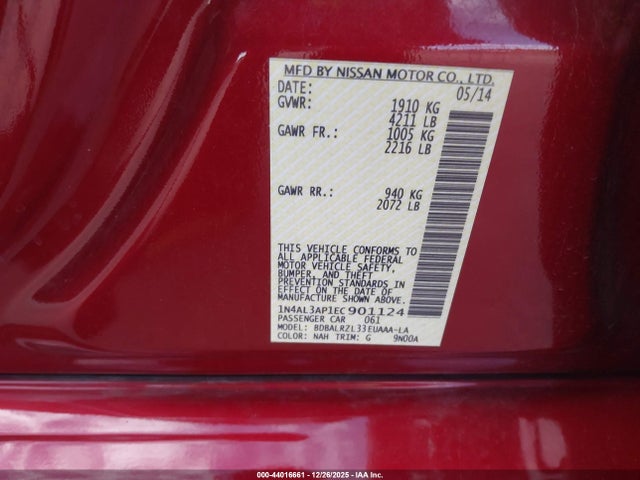 MFD BY NISSAN MOTOR CO., LTD.
DATE: 05/14
GVWR: 1910 KG
4211 LB
GAWR FR.: 1005 KG
2216 LB
GAWR RR.: 940 KG
2072 LB
THIS VEHICLE CONFORMS TO
ALL APPLICABLE FEDERAL
MOTOR VEHICLE SAFETY,
BUMPER, AND THEFT
PREVENTION STANDARDS IN
EFFECT ON THE DATE OF
MANUFACTURE SHOWN ABOVE.
1N4AL3AP1EC901124
PASSENGER CAR 061
MODEL: BDBALRZL33EUAAA-LA
COLOR: NAH TRIM: G 9N00A
000-44016661 - 12/26/2025 - IAA Inc.